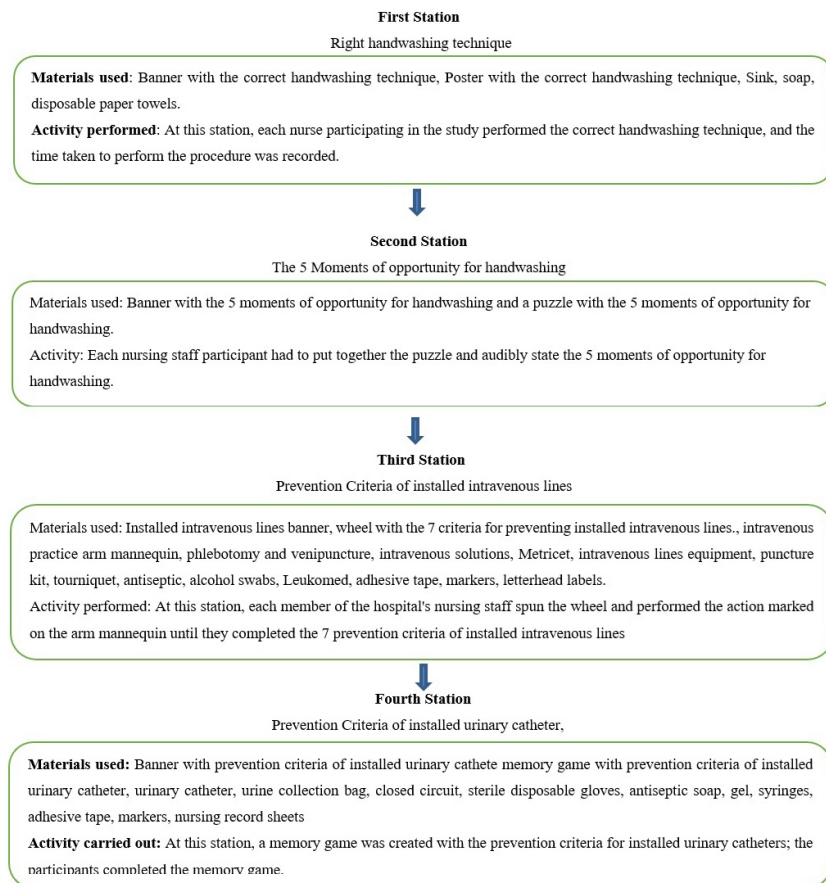 First Station
Right handwashing technique
Materials used: Banner with the correct handwashing technique, Poster with the correct handwashing technique, Sink, soap,
disposable paper towels.
Activity performed: At this station, each nurse participating in the study performed the correct handwashing technique, and the
time taken to perform the procedure was recorded.
Second Station
The 5 Moments of opportunity for handwashing
Materials used: Banner with the 5 moments of opportunity for handwashing and a puzzle with the 5 moments of opportunity for
handwashing.
Activity: Each nursing staff participant had to put together the puzzle and audibly state the 5 moments of opportunity for
handwashing.
Third Station
Prevention Criteria of installed intravenous lines
Materials used: Installed intravenous lines banner, wheel with the 7 criteria for preventing installed intravenous lines., intravenous
practice arm mannequin, phlebotomy and venipuncture, intravenous solutions, Metricet, intravenous lines equipment, puncture
kit, tourniquet, antiseptic, alcohol swabs, Leukomed, adhesive tape, markers, letterhead labels.
Activity performed: At this station, each member of the hospital's nursing staff spun the wheel and performed the action marked
on the arm mannequin until they completed the 7 prevention criteria of installed intravenous lines
Fourth Station
Prevention Criteria of installed urinary catheter,
Materials used: Banner with prevention criteria of installed urinary cathete memory game with prevention criteria of installed
urinary catheter, urinary catheter, urine collection bag, closed circuit, sterile disposable gloves, antiseptic soap, gel, syringes,
adhesive tape, markers, nursing record sheets
Activity carried out: At this station, a memory game was created with the prevention criteria for installed urinary catheters; the
participants completed the memory game.